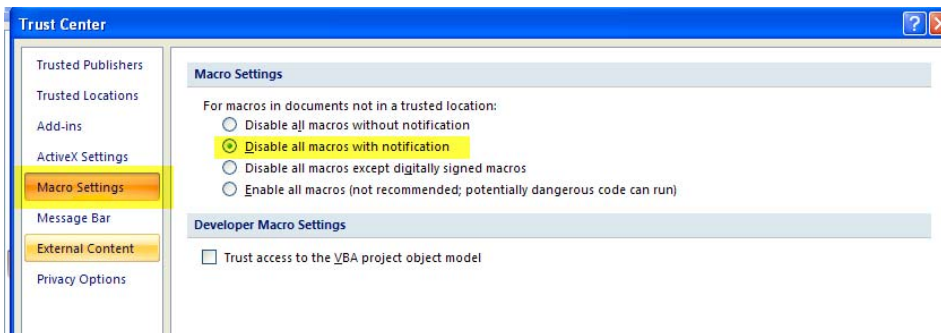 Trust Center
Trusted Publishers
Trusted Locations
Add-ins
ActiveX Settings
Macro Settings
Message Bar
External Content
Privacy Options
Macro Settings
For macros in documents not in a trusted location:
Disable all macros without notification
Disable all macros with notification
Disable all macros except digitally signed macros
Enable all macros (not recommended; potentially dangerous code can run)
Developer Macro Settings
Trust access to the VBA project object model